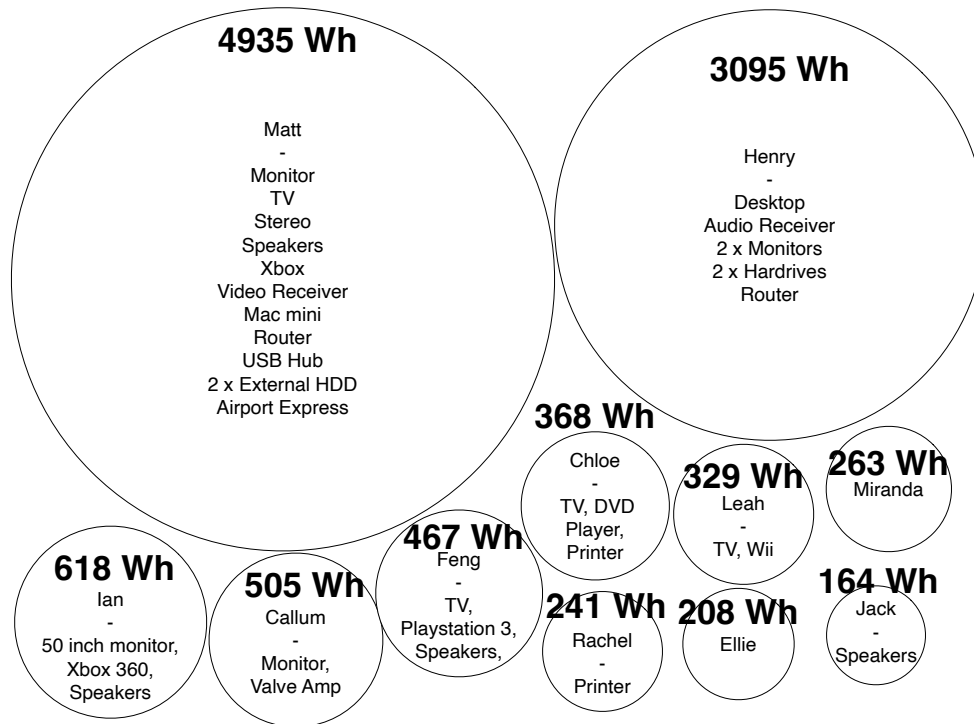 4935 Wh
Matt
-
Monitor
TV
Stereo
Speakers
Xbox
Video Receiver
Mac mini
Router
USB Hub
2 x External HDD
Airport Express
3095 Wh
Henry
-
Desktop
Audio Receiver
2 x Monitors
2 x Hardrives
Router
368 Wh
Chloe
-
TV, DVD
Player,
Printer
329 Wh
Leah
-
TV, Wii
263 Wh
Miranda
618 Wh
Ian
-
50 inch monitor,
Xbox 360,
Speakers
505 Wh
Callum
-
Monitor,
Valve Amp
467 Wh
Feng
-
TV,
Playstation 3,
Speakers,
241 Wh
Rachel
-
Printer
208 Wh
Ellie
164 Wh
Jack
-
Speakers